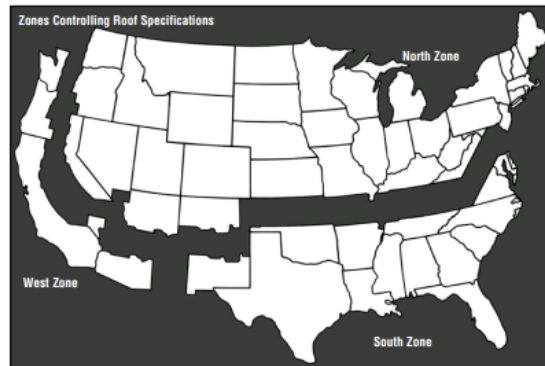 Zones Controlling Roof Specifications
North Zone
West Zone
South Zone